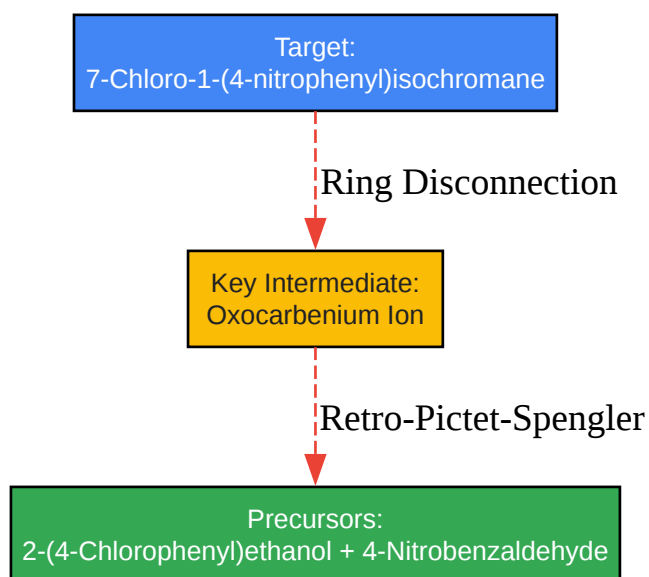 Target:
7-Chloro-1-(4-nitrophenyl)isochromane
Ring Disconnection
Key Intermediate:
Oxocarbenium Ion
Retro-Pictet-Spengler
Precursors:
2-(4-Chlorophenyl)ethanol + 4-Nitrobenzaldehyde